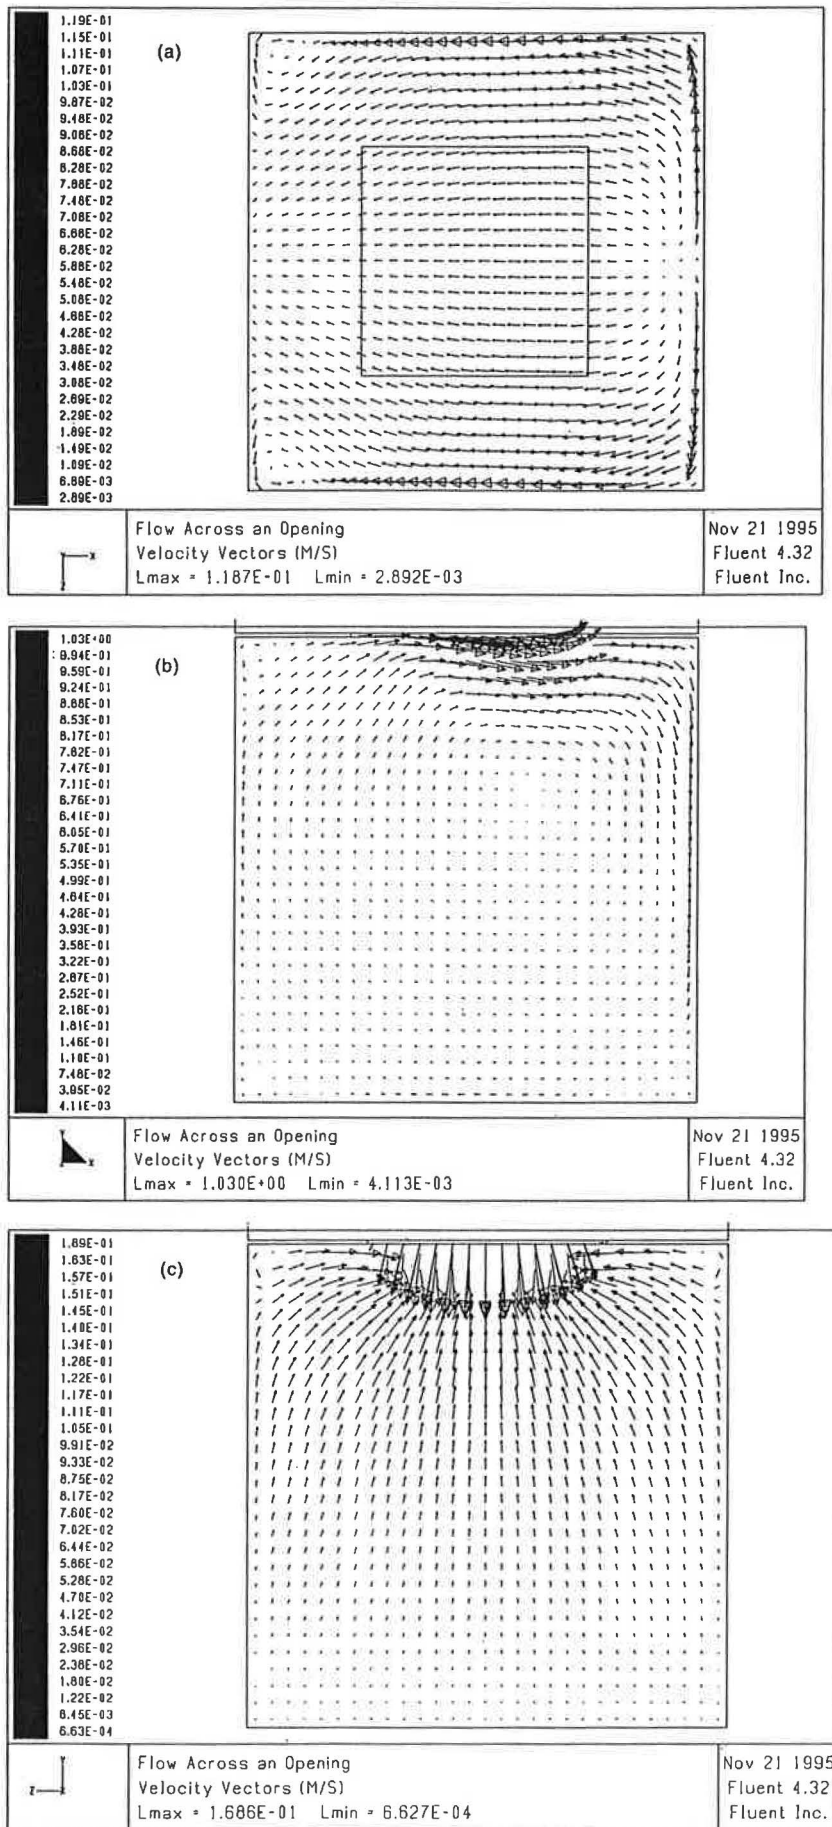 1.19E-01
1.15E-01
1.11E-01
1.07E-01
1.03E-01
9.87E-02
9.48E-02
9.08E-02
8.68E-02
8.28E-02
7.88E-02
7.48E-02
7.08E-02
6.68E-02
6.28E-02
5.88E-02
5.48E-02
5.08E-02
4.68E-02
4.28E-02
3.88E-02
3.48E-02
3.08E-02
2.69E-02
2.29E-02
1.89E-02
1.49E-02
1.09E-02
6.89E-03
2.89E-03
(a)
Y X
Z
Flow Across an Opening
Velocity Vectors (M/S)
Lmax = 1.187E-01 Lmin = 2.892E-03
Nov 21 1995
Fluent 4.32
Fluent Inc.
1.03E+00
9.94E-01
9.59E-01
9.24E-01
8.88E-01
8.53E-01
8.17E-01
7.82E-01
7.47E-01
7.11E-01
6.76E-01
6.41E-01
6.05E-01
5.70E-01
5.35E-01
4.99E-01
4.64E-01
4.28E-01
3.93E-01
3.58E-01
3.22E-01
2.87E-01
2.52E-01
2.16E-01
1.81E-01
1.46E-01
1.10E-01
7.48E-02
3.95E-02
4.11E-03
(b)
Y
Z X
Flow Across an Opening
Velocity Vectors (M/S)
Lmax = 1.030E+00 Lmin = 4.113E-03
Nov 21 1995
Fluent 4.32
Fluent Inc.
1.69E-01
1.63E-01
1.57E-01
1.51E-01
1.45E-01
1.40E-01
1.34E-01
1.28E-01
1.22E-01
1.17E-01
1.11E-01
1.05E-01
9.91E-02
9.33E-02
8.75E-02
8.17E-02
7.60E-02
7.02E-02
6.44E-02
5.86E-02
5.28E-02
4.70E-02
4.12E-02
3.54E-02
2.96E-02
2.38E-02
1.80E-02
1.22E-02
6.45E-03
6.63E-04
(c)
Y
Z X
Flow Across an Opening
Velocity Vectors (M/S)
Lmax = 1.686E-01 Lmin = 6.627E-04
Nov 21 1995
Fluent 4.32
Fluent Inc.